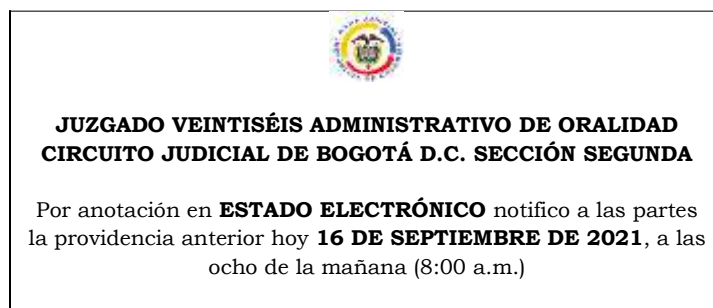 JUZGADO VEINTISÉIS ADMINISTRATIVO DE ORALIDAD
CIRCUITO JUDICIAL DE BOGOTÁ D.C. SECCIÓN SEGUNDA
Por anotación en ESTADO ELECTRÓNICO notifico a las partes
la providencia anterior hoy 16 DE SEPTIEMBRE DE 2021, a las
ocho de la mañana (8:00 a.m.)